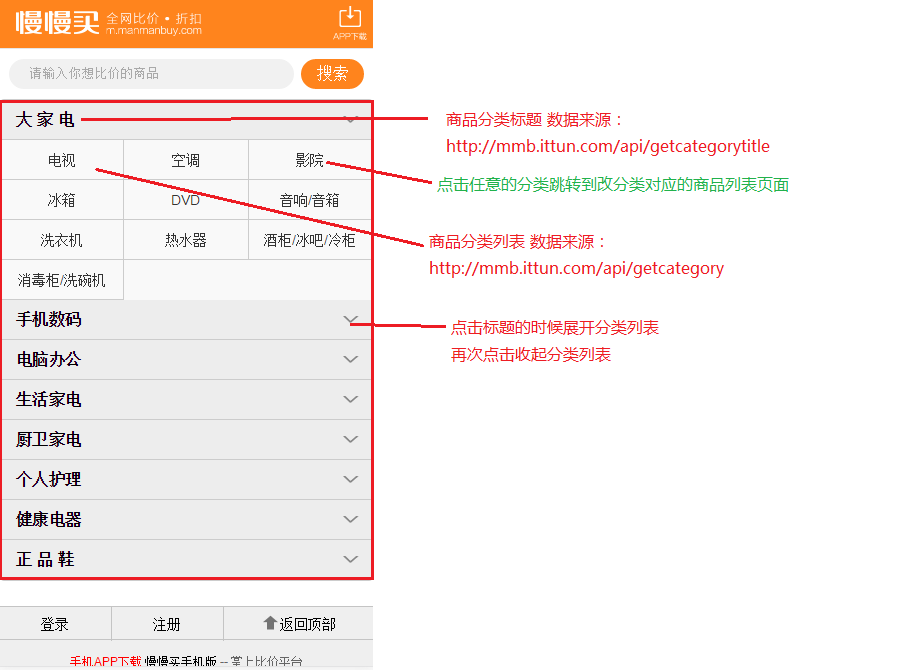 慢慢买 全网比价•折扣
m.manmanbuy.com
APP下载
请输入你想比价的商品 搜索
大 家 电
电视 空调 影院
冰箱 DVD 音响/音箱
洗衣机 热水器 酒柜/冰吧/冷柜
消毒柜/洗碗机
手机数码
电脑办公
生活家电
厨卫家电
个人护理
健康电器
正 品 鞋
登录 注册 返回顶部
手机APP下载 慢慢买手机版 -- 掌上比价平台
商品分类标题 数据来源：
http://mmb.ittun.com/api/getcategorytitle
点击任意的分类跳转到改分类对应的商品列表页面
商品分类列表 数据来源：
http://mmb.ittun.com/api/getcategory
点击标题的时候展开分类列表
再次点击收起分类列表